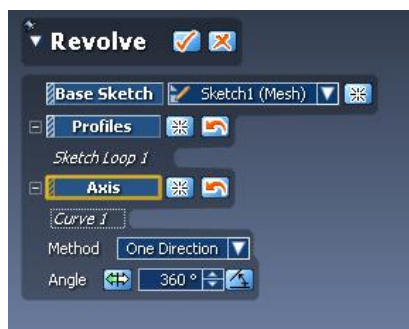 Revolve
Base Sketch Sketch1 (Mesh)
Profiles
Sketch Loop 1
Axis
Curve 1
Method One Direction
Angle 360 °